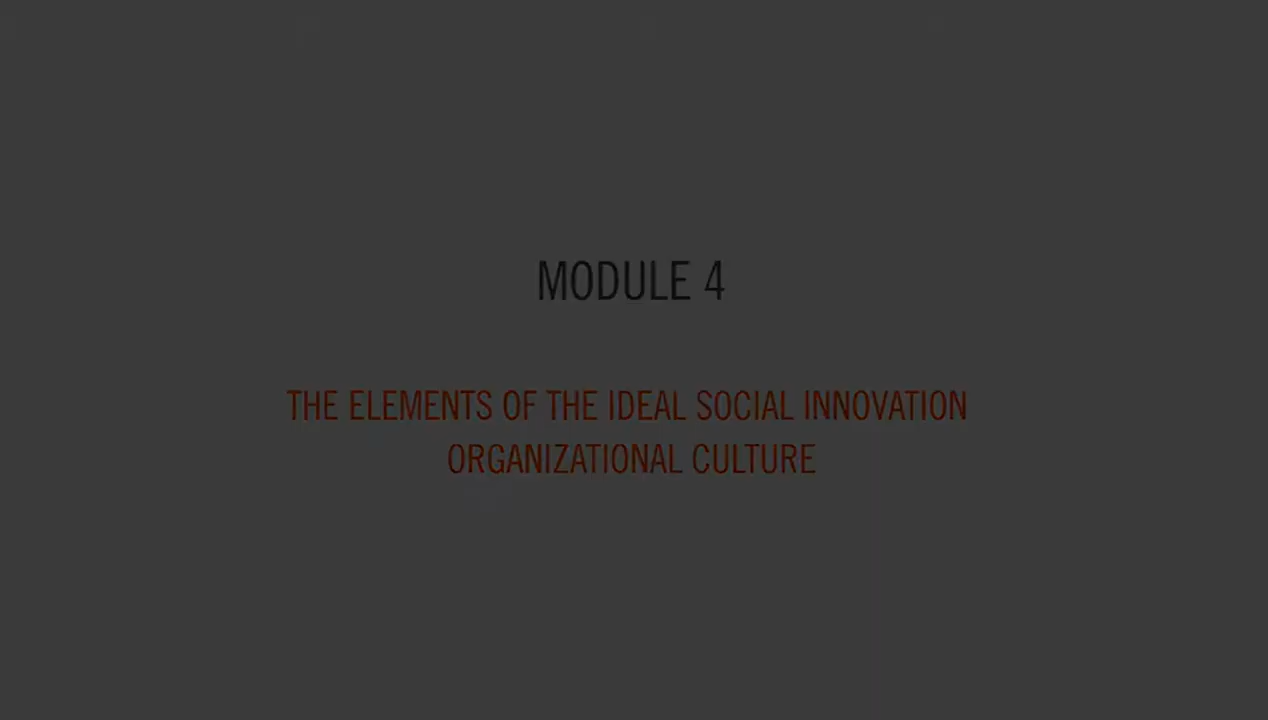 MODULE 4
THE ELEMENTS OF THE IDEAL SOCIAL INNOVATION
ORGANIZATIONAL CULTURE